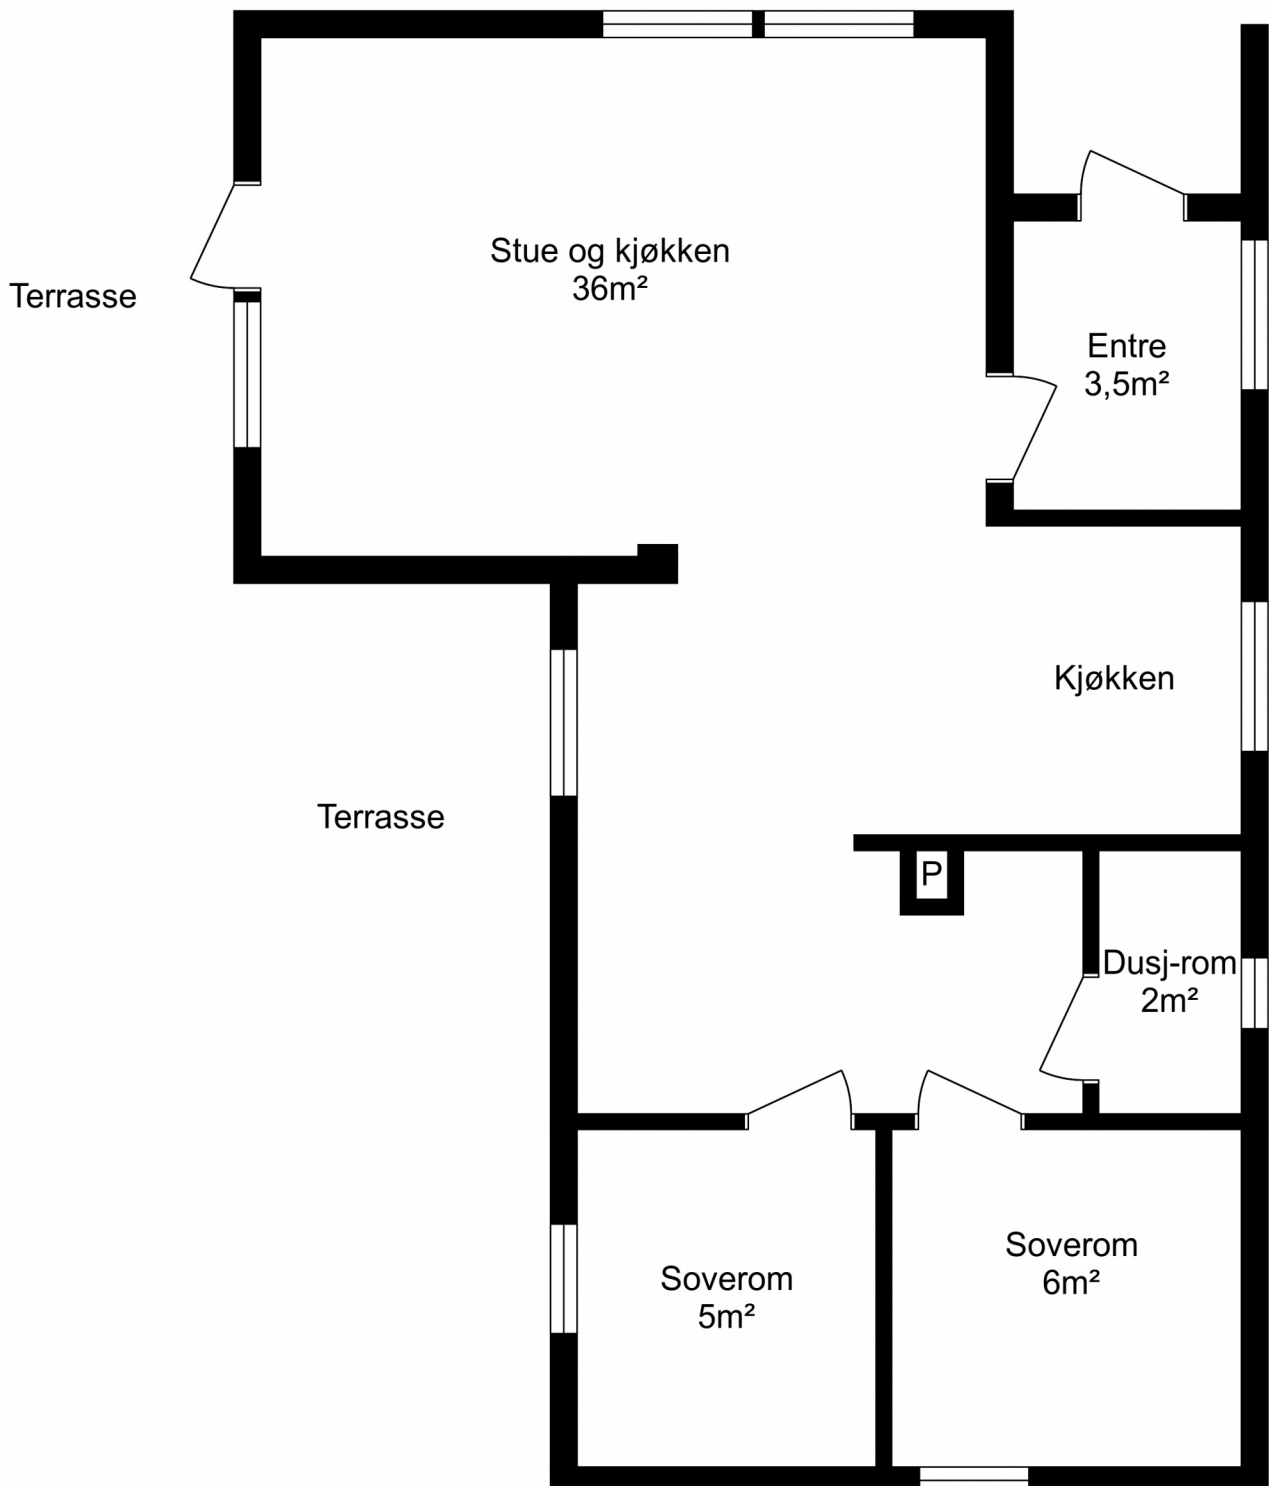 Stue og kjøkken
36m²
Terrasse
Entre
3,5m²
Kjøkken
Terrasse
P
Dusj-rom
2m²
Soverom
6m²
Soverom
5m²